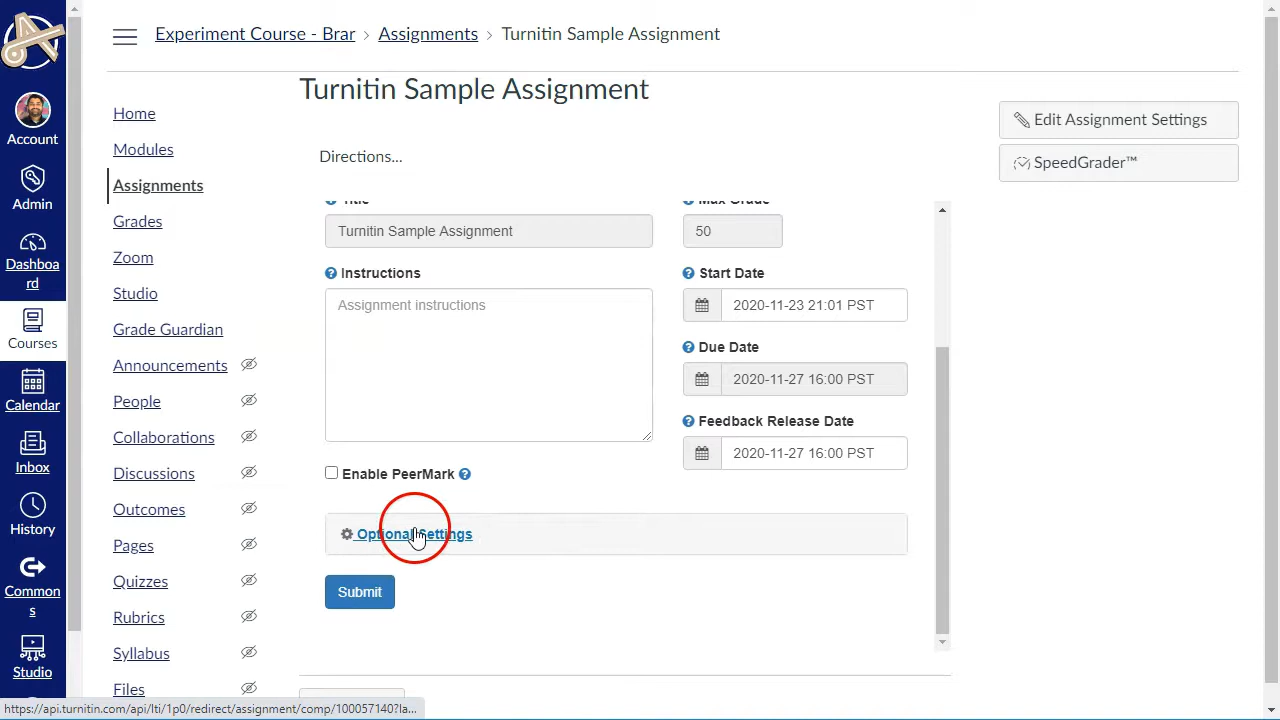 Experiment Course - Brar › Assignments › Turnitin Sample Assignment
Account
Admin
Dashboa
rd
Courses
Calendar
Inbox
History
Common
s
Studio
Home
Modules
Assignments
Grades
Zoom
Studio
Grade Guardian
Announcements
People
Collaborations
Discussions
Outcomes
Pages
Quizzes
Rubrics
Syllabus
Files
Turnitin Sample Assignment
Directions...
Title
Turnitin Sample Assignment
Instructions
Assignment instructions
Enable PeerMark
Max Grade
50
Start Date
2020-11-23 21:01 PST
Due Date
2020-11-27 16:00 PST
Feedback Release Date
2020-11-27 16:00 PST
Optional Settings
Submit
Edit Assignment Settings
SpeedGrader™
https://api.turnitin.com/api/lti/1p0/redirect/assignment/comp/100057140?la...